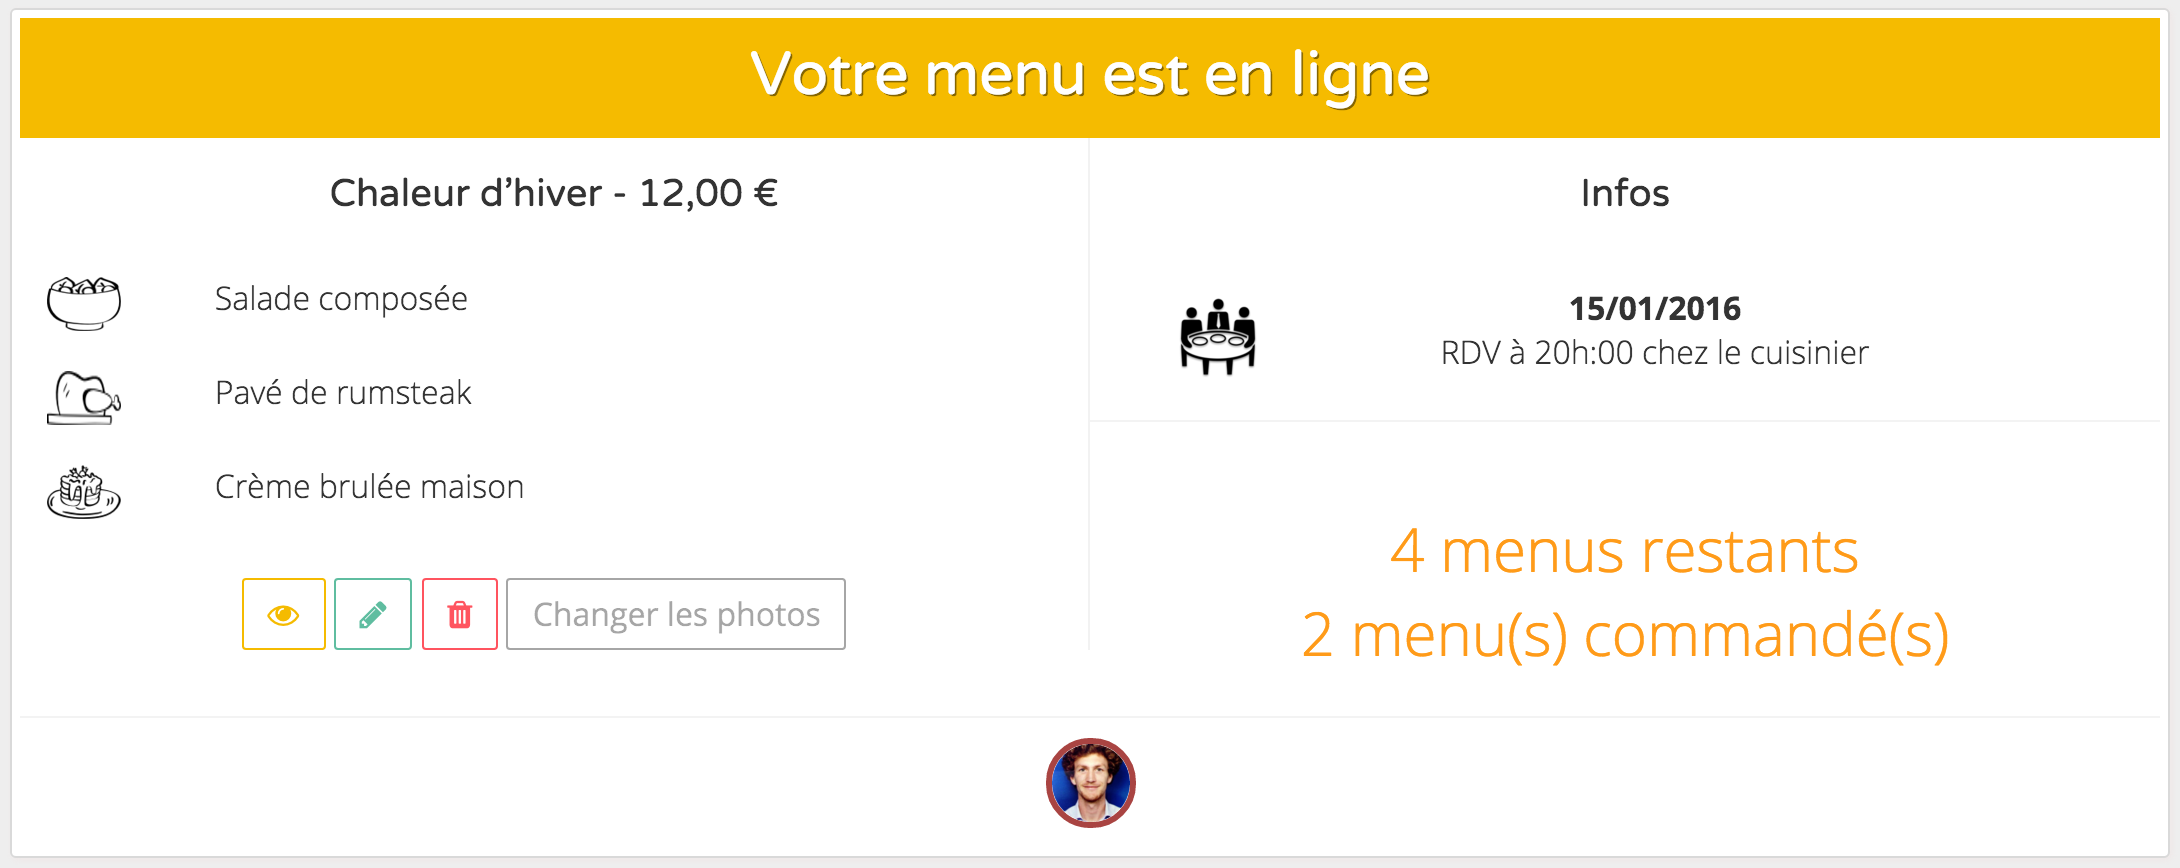 Votre menu est en ligne
Chaleur d’hiver - 12,00 €
Salade composée
Pavé de rumsteak
Crème brulée maison
Changer les photos
Infos
15/01/2016
RDV à 20h:00 chez le cuisinier
4 menus restants
2 menu(s) commandé(s)